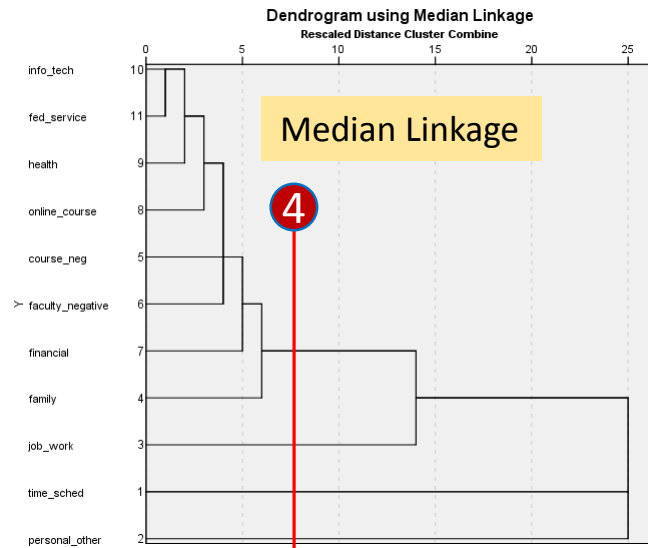 Dendrogram using Median Linkage
Rescaled Distance Cluster Combine
0 5 10 15 20 25
info_tech 10
fed_service 11
Median Linkage
health 9
4
online_course 8
course_neg 5
Y faculty_negative 6
financial 7
family 4
job_work 3
time_sched 1
personal_other 2